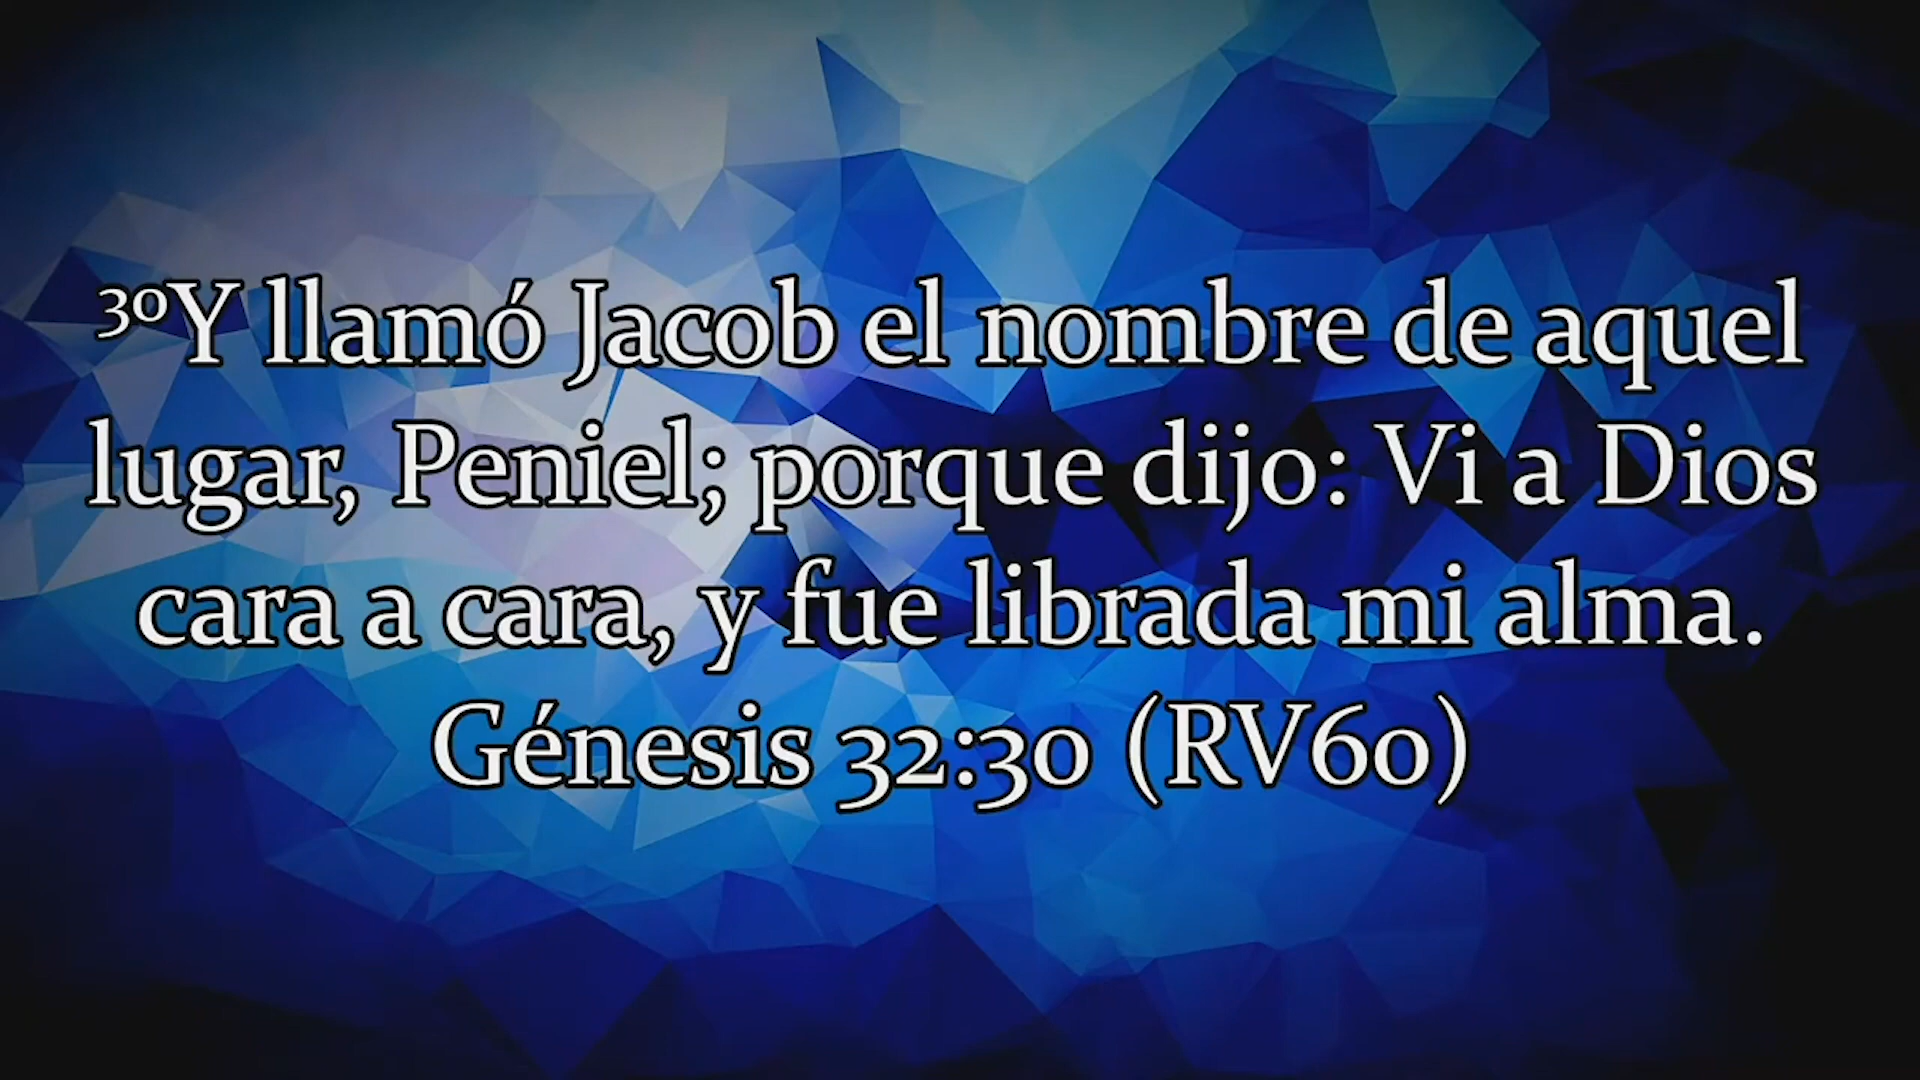 ³⁰Y llamó Jacob el nombre de aquel
lugar, Peniel; porque dijo: Vi a Dios
cara a cara, y fue librada mi alma.
Génesis 32:30 (RV60)